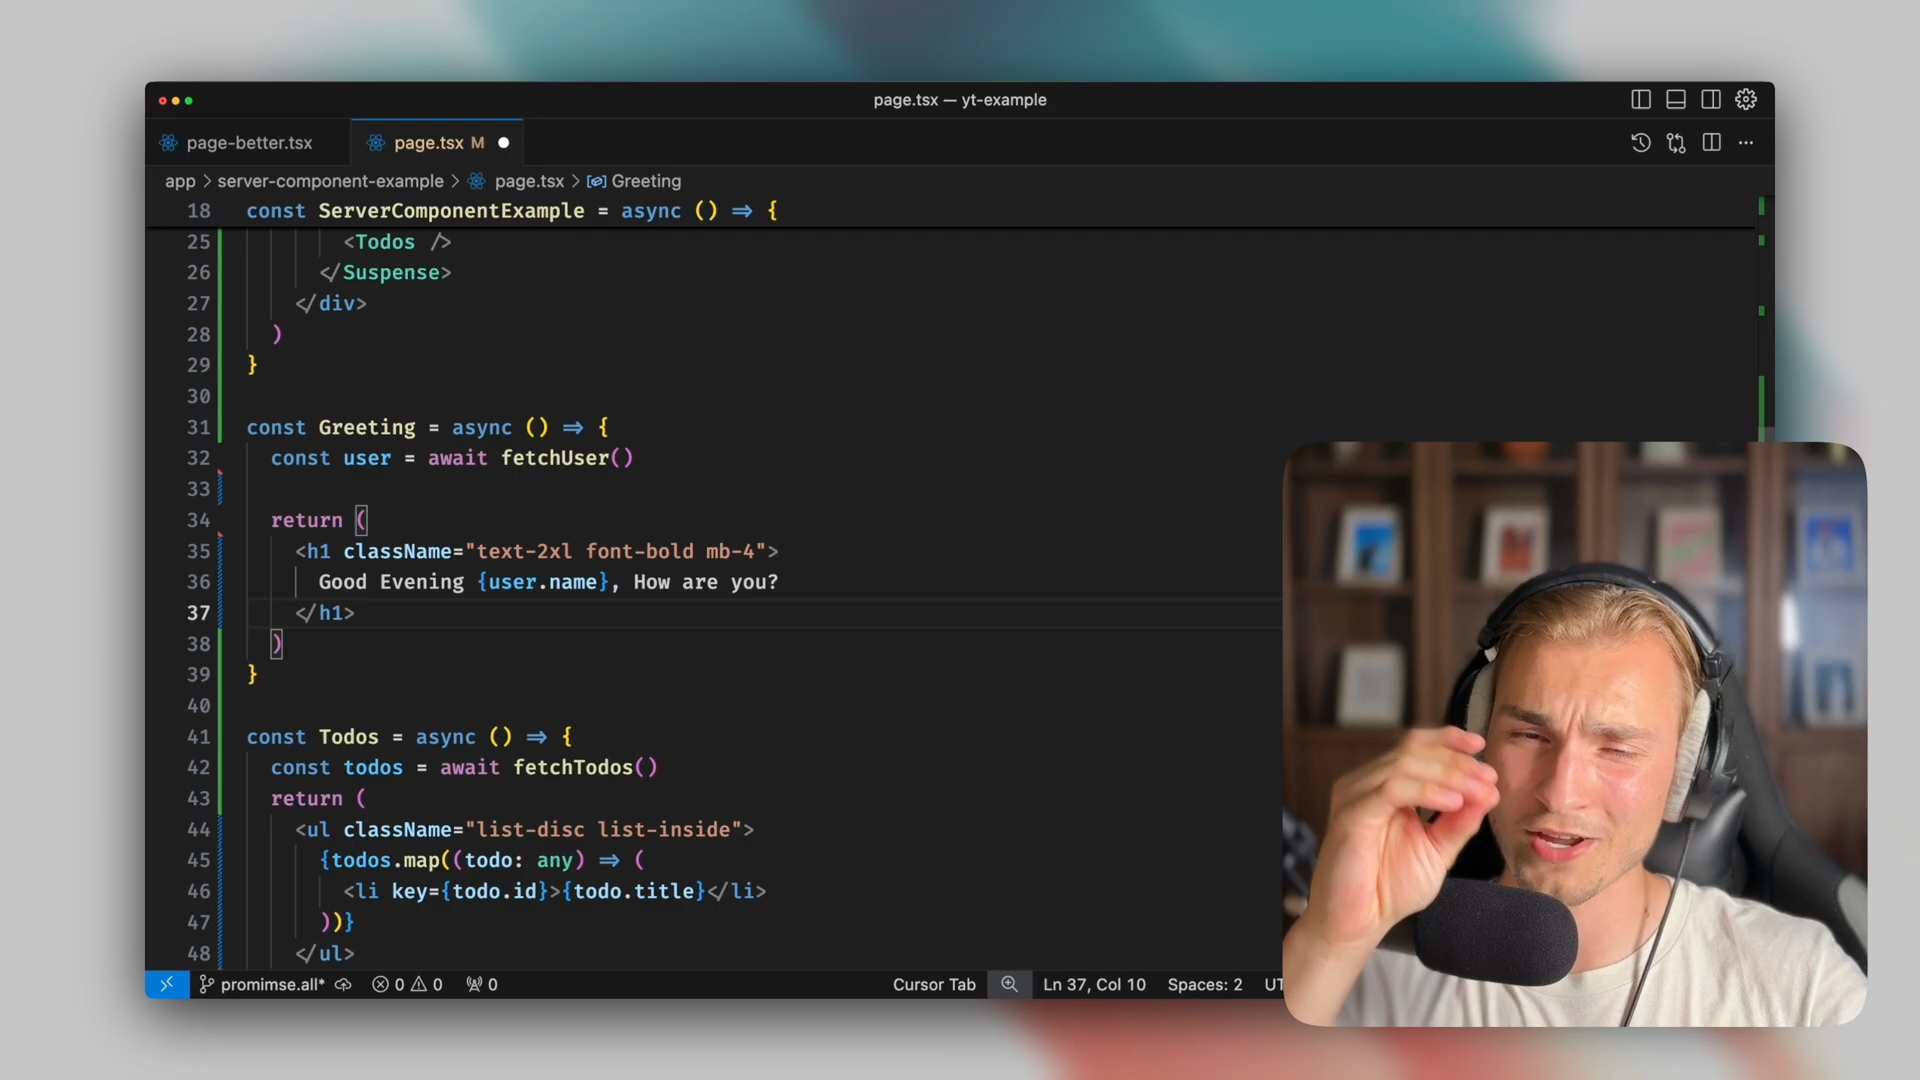 page.tsx — yt-example
page-better.tsx
page.tsx M
app > server-component-example > page.tsx > Greeting
18 const ServerComponentExample = async () => {
25 <Todos />
26 </Suspense>
27 </div>
28 )
29 }
30
31 const Greeting = async () => {
32 const user = await fetchUser()
33
34 return (
35 <h1 className="text-2xl font-bold mb-4">
36 Good Evening {user.name}, How are you?
37 </h1>
38 )
39 }
40
41 const Todos = async () => {
42 const todos = await fetchTodos()
43 return (
44 <ul className="list-disc list-inside">
45 {todos.map((todo: any) => (
46 <li key={todo.id}>{todo.title}</li>
47 ))}
48 </ul>
promimse.all* 0 0 0 Cursor Tab Ln 37, Col 10 Spaces: 2 UT